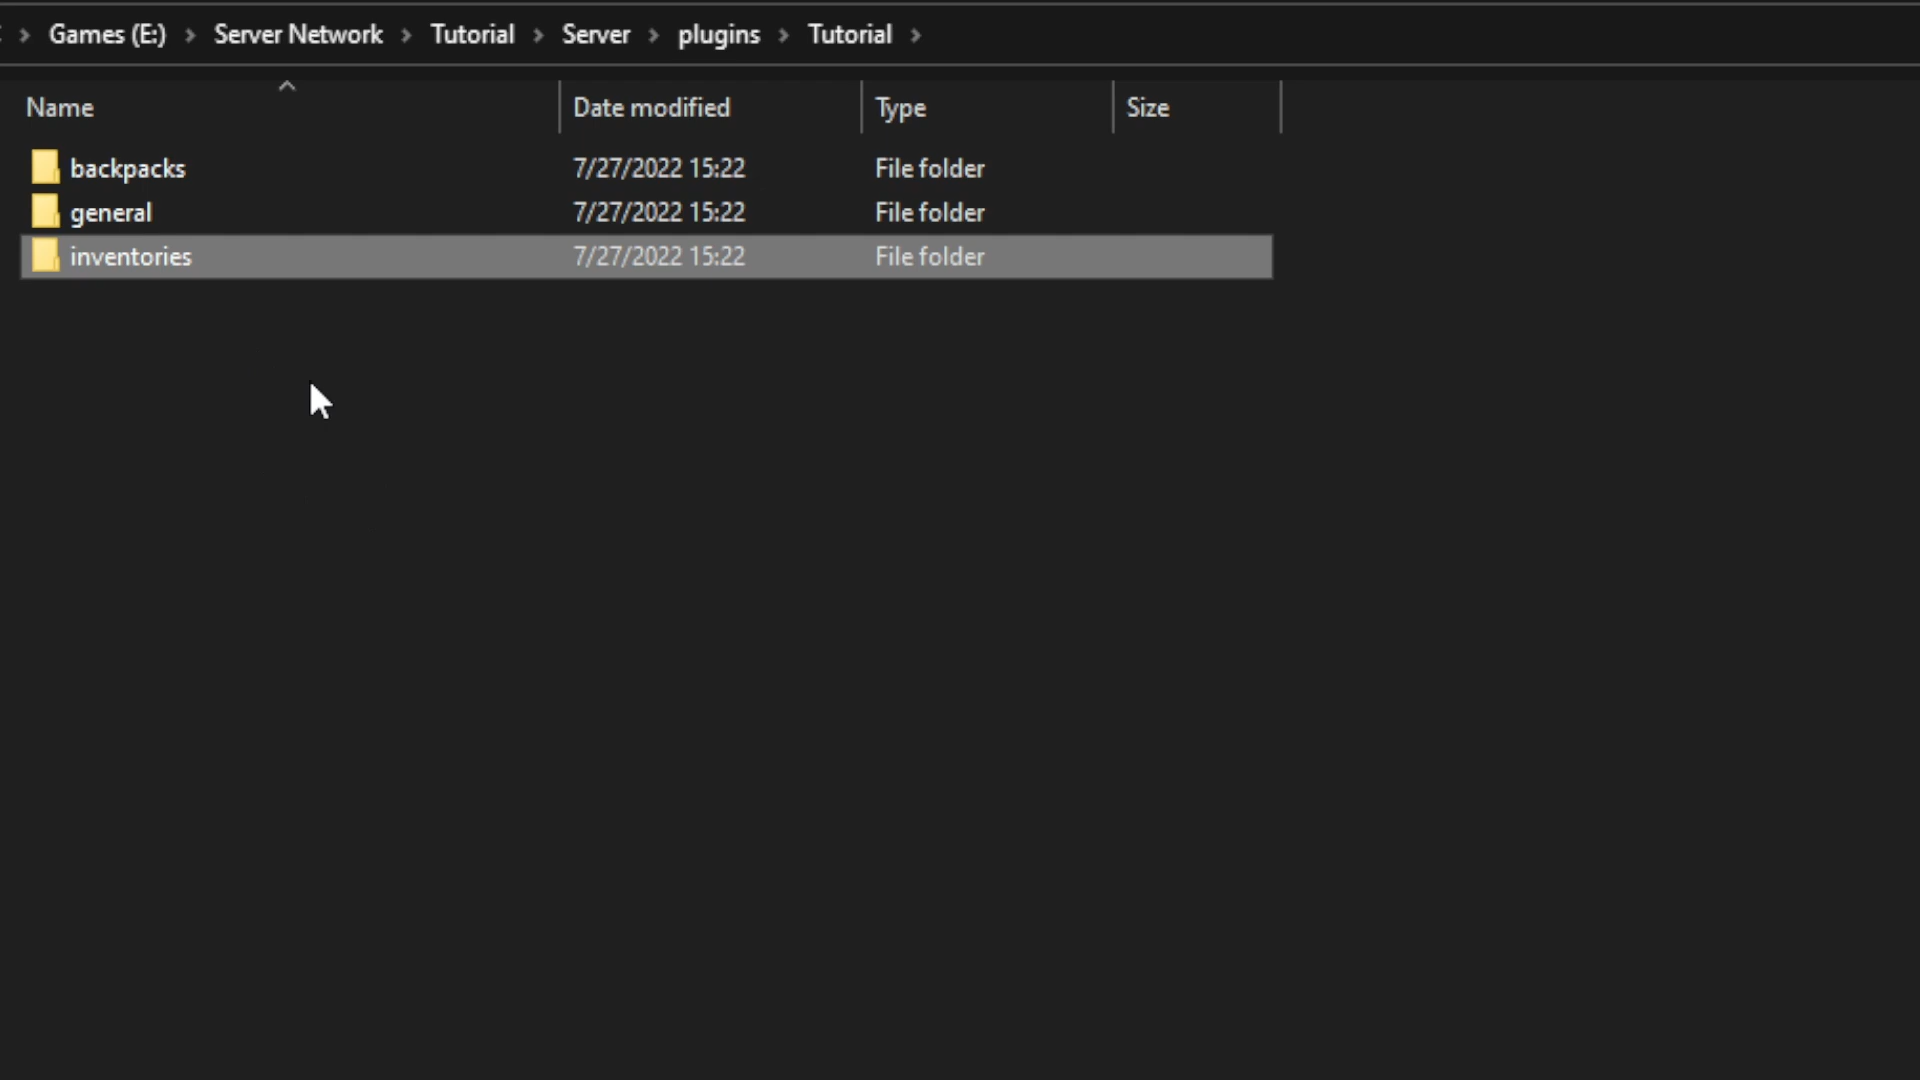 Games (E:) > Server Network > Tutorial > Server > plugins > Tutorial >
Name Date modified Type Size
backpacks 7/27/2022 15:22 File folder
general 7/27/2022 15:22 File folder
inventories 7/27/2022 15:22 File folder